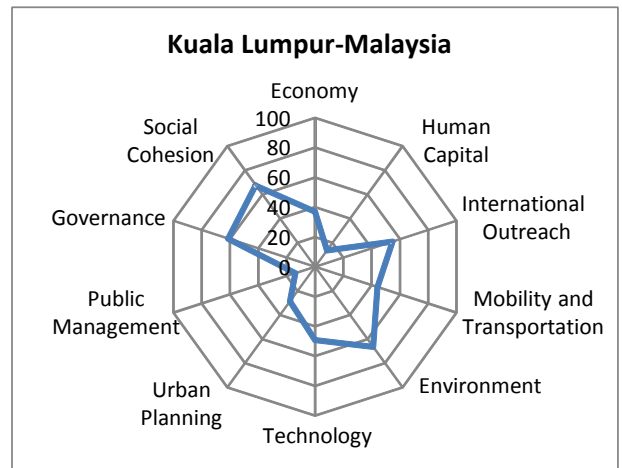 Kuala Lumpur-Malaysia
Economy
Human
Capital
International
Outreach
Mobility and
Transportation
Environment
Technology
Urban
Planning
Public
Management
Governance
Social
Cohesion
100
80
60
40
20
0